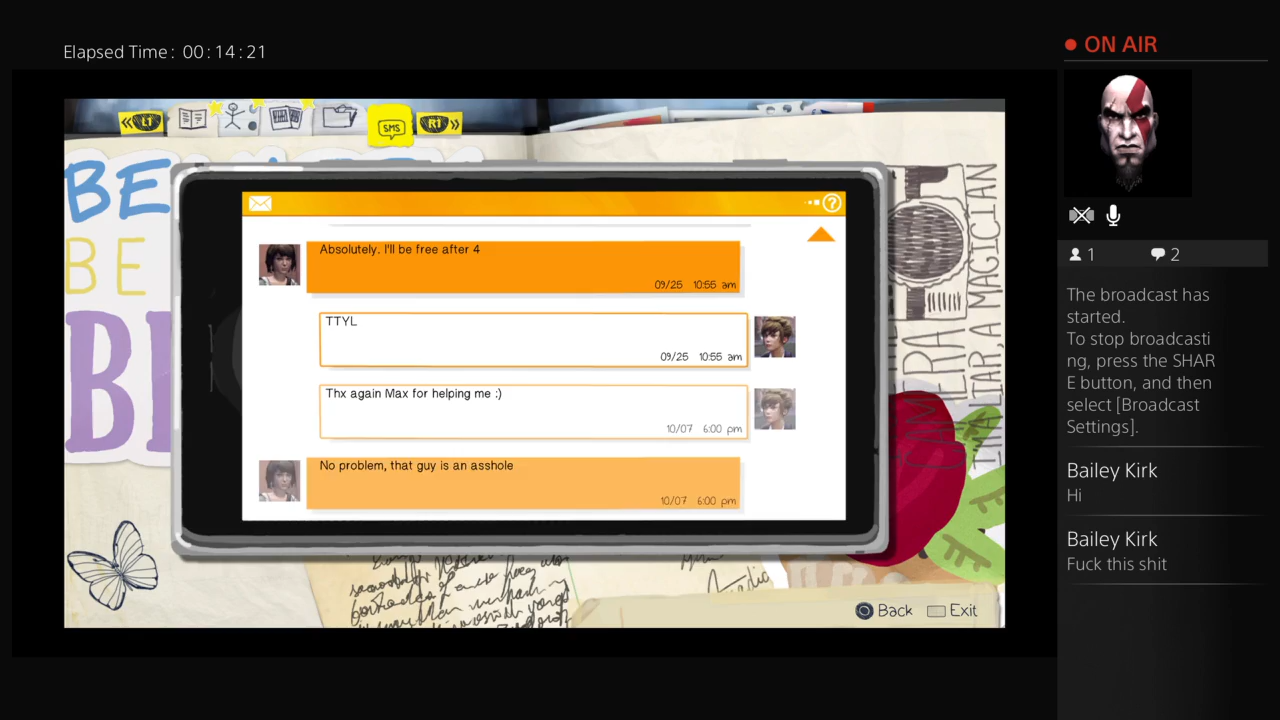 Elapsed Time: 00:14:21
ON AIR
L1
SMS
R1
BE
BE
Absolutely. I'll be free after 4
09/25 10:55 am
TTYL
09/25 10:55 am
Thx again Max for helping me :)
10/07 6:00 pm
No problem, that guy is an asshole
10/07 6:00 pm
A MAGICIAN
Back
Exit
1
2
The broadcast has
started.
To stop broadcasti
ng, press the SHAR
E button, and then
select [Broadcast
Settings].
Bailey Kirk
Hi
Bailey Kirk
Fuck this shit